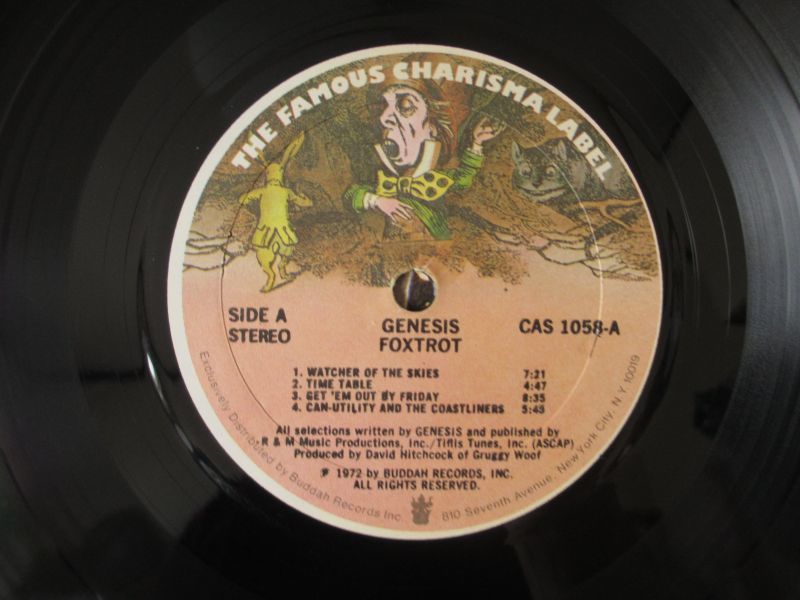 THE FAMOUS CHARISMA LABEL
SIDE A
STEREO
GENESIS
FOXTROT
CAS 1058-A
1. WATCHER OF THE SKIES 7:21
2. TIME TABLE 4:47
3. GET 'EM OUT BY FRIDAY 8:35
4. CAN-UTILITY AND THE COASTLINERS 5:45
All selections written by GENESIS and published by
R & M Music Productions, Inc./Tiflis Tunes, Inc. (ASCAP)
Produced by David Hitchcock of Gruggy Woof
℗ 1972 by BUDDAH RECORDS, INC.
ALL RIGHTS RESERVED.
Exclusively Distributed by Buddah Records Inc. 810 Seventh Avenue, New York City, N.Y. 10019